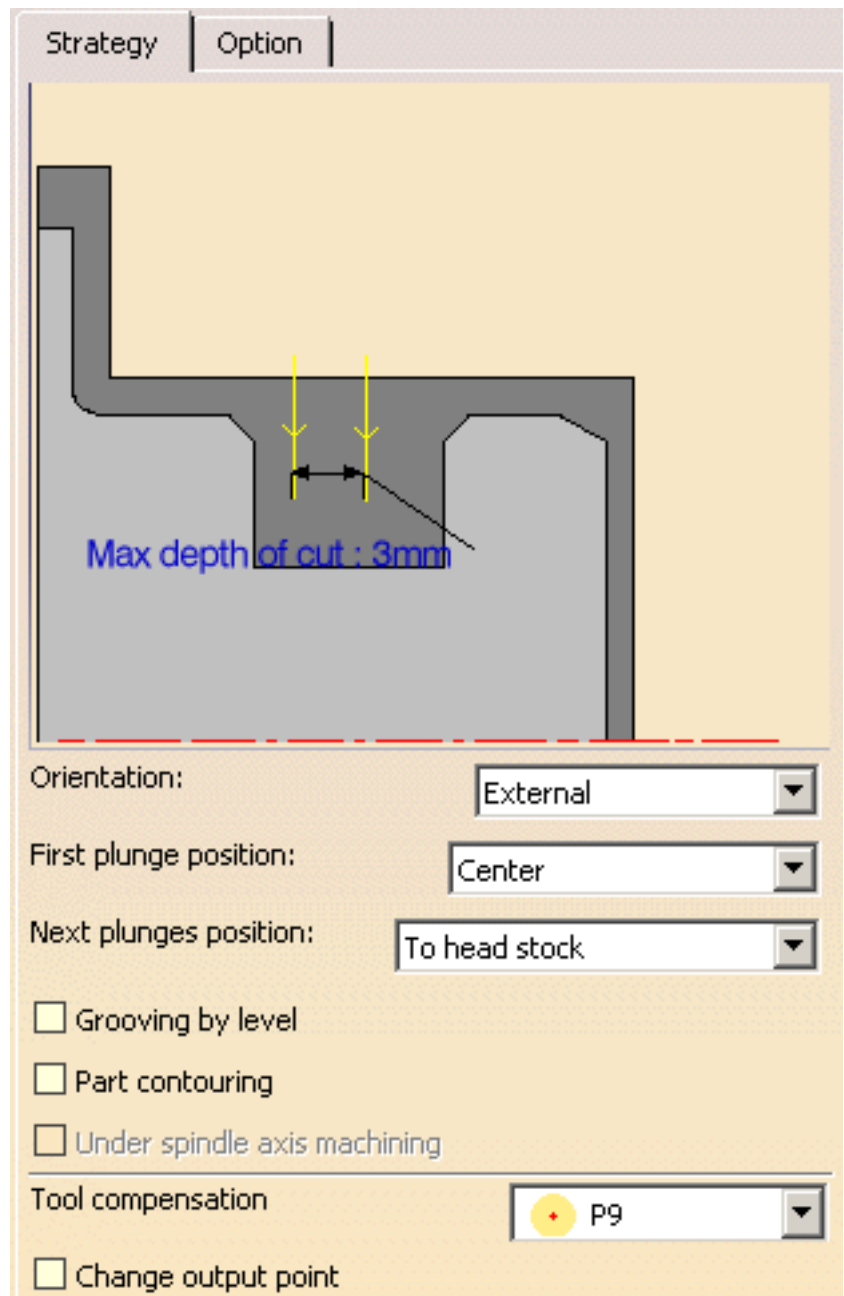 Strategy
Option
Max depth of cut : 3mm
Orientation:
External
First plunge position:
Center
Next plunges position:
To head stock
Grooving by level
Part contouring
Under spindle axis machining
Tool compensation
P9
Change output point